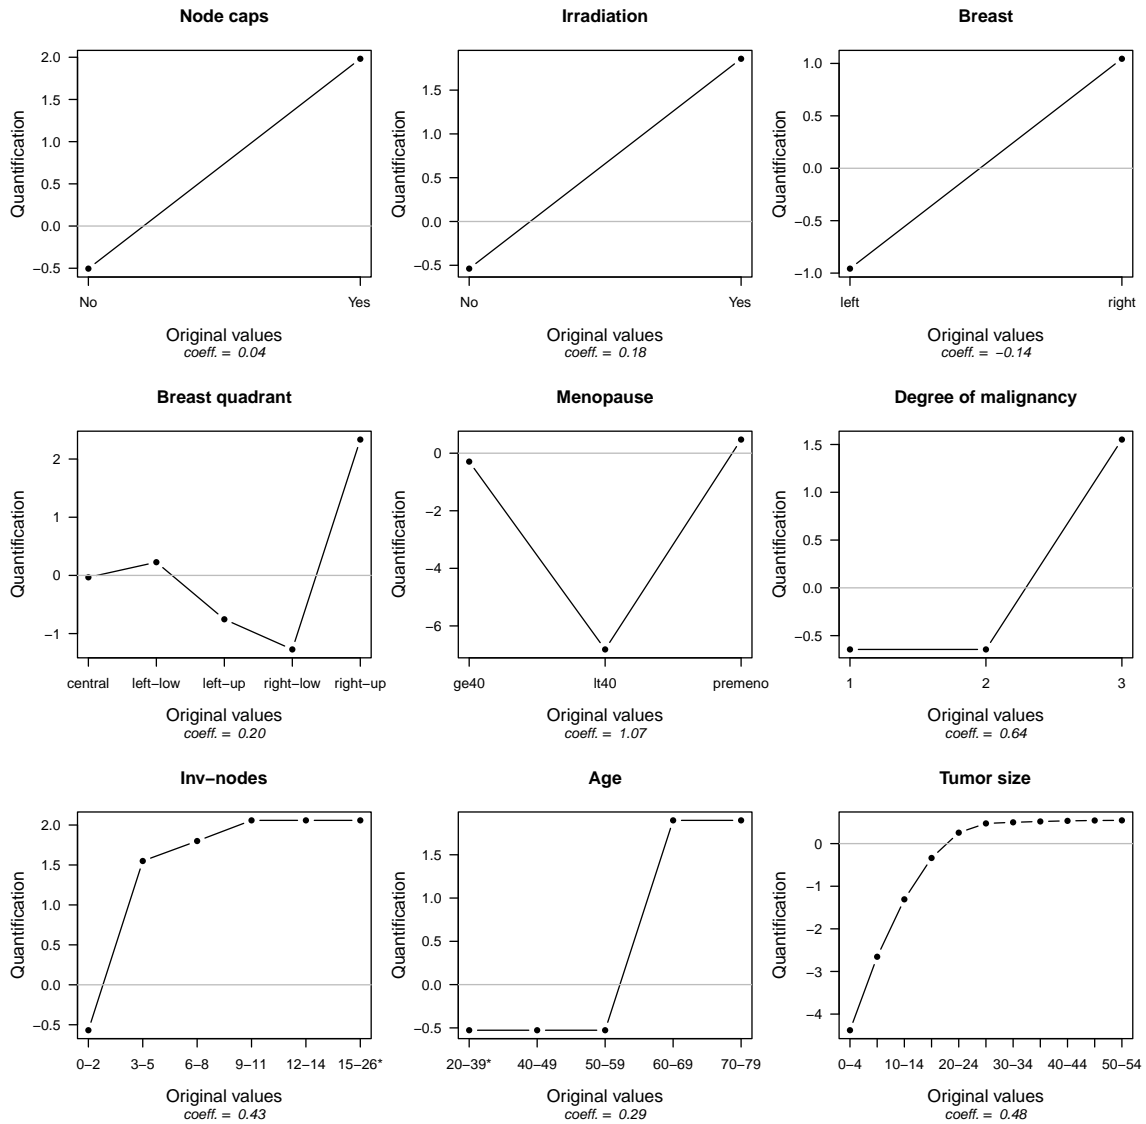 Node caps
Quantification
2.0
1.5
1.0
0.5
0.0
−0.5
No Yes
Original values
coeff. = 0.04
Irradiation
Quantification
1.5
1.0
0.5
0.0
−0.5
No Yes
Original values
coeff. = 0.18
Breast
Quantification
1.0
0.5
0.0
−0.5
−1.0
left right
Original values
coeff. = −0.14
Breast quadrant
Quantification
2
1
0
−1
central left−low left−up right−low right−up
Original values
coeff. = 0.20
Menopause
Quantification
0
−2
−4
−6
ge40 lt40 premeno
Original values
coeff. = 1.07
Degree of malignancy
Quantification
1.5
1.0
0.5
0.0
−0.5
1 2 3
Original values
coeff. = 0.64
Inv−nodes
Quantification
2.0
1.5
1.0
0.5
0.0
−0.5
0−2 3−5 6−8 9−11 12−14 15−26*
Original values
coeff. = 0.43
Age
Quantification
1.5
1.0
0.5
0.0
−0.5
20−39* 40−49 50−59 60−69 70−79
Original values
coeff. = 0.29
Tumor size
Quantification
0
−1
−2
−3
−4
0−4 10−14 20−24 30−34 40−44 50−54
Original values
coeff. = 0.48